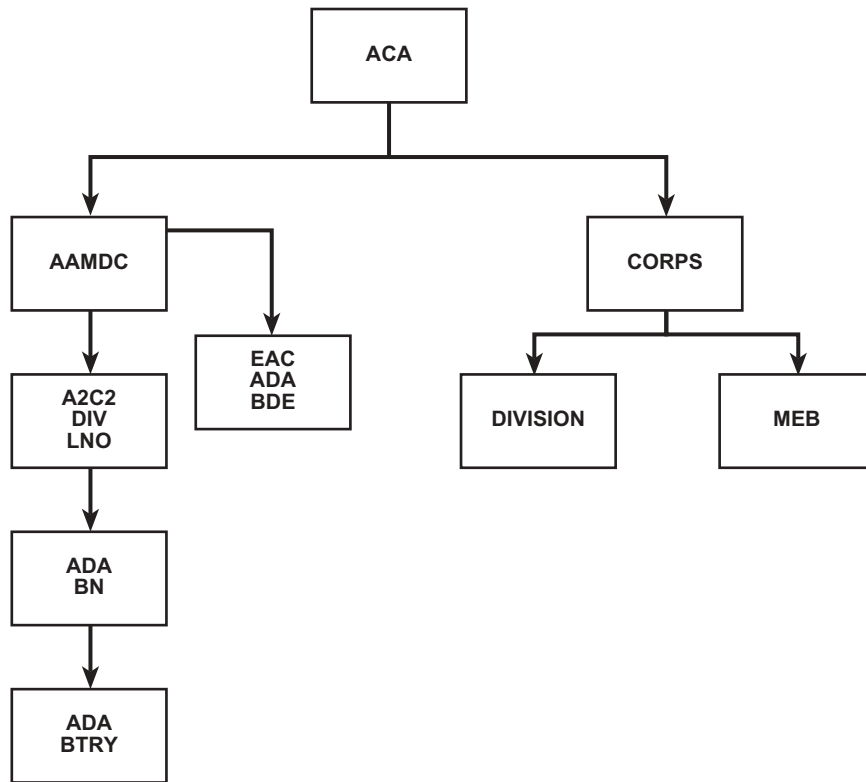 ACA
AAMDC
CORPS
EAC
ADA
BDE
A2C2
DIV
LNO
DIVISION
MEB
ADA
BN
ADA
BTRY